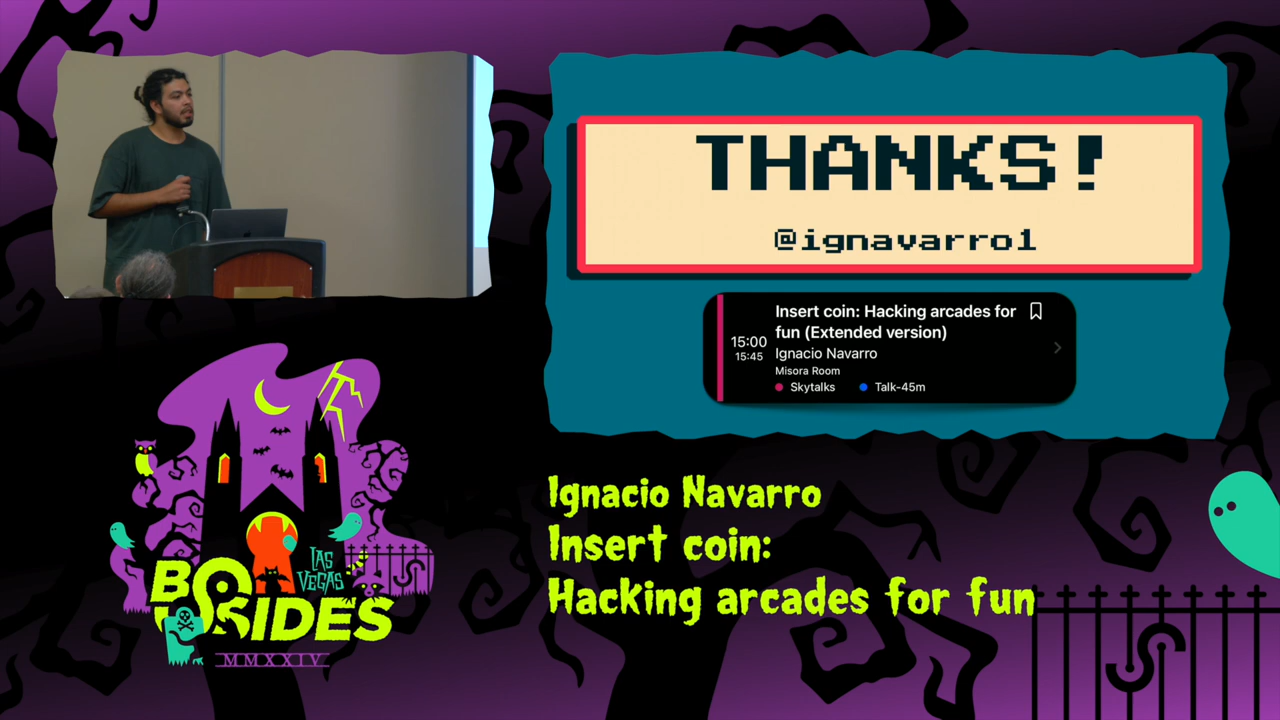 THANKS!
@ignavarro1
15:00
15:45
Insert coin: Hacking arcades for
fun (Extended version)
Ignacio Navarro
Misora Room
Skytalks
Talk-45m
Ignacio Navarro
Insert coin:
Hacking arcades for fun
LAS
VEGAS
BSIDES
MMXXIV